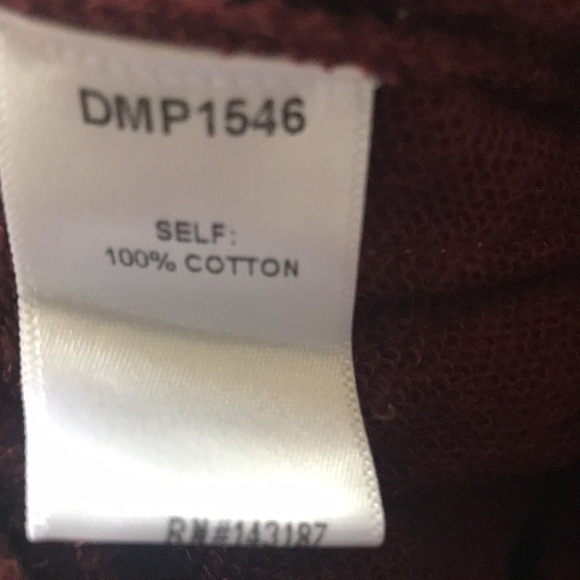 DMP1546
SELF:
100% COTTON
RN#143187